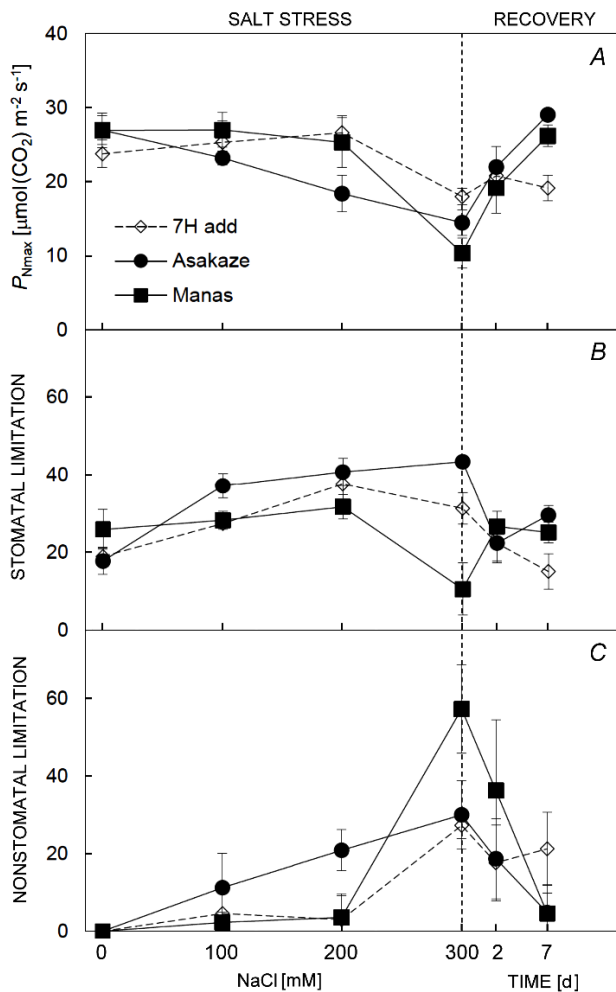 SALT STRESS RECOVERY
A
40
30
20
10
0
P_Nmax [μmol(CO₂) m⁻² s⁻¹]
7H add
Asakaze
Manas
B
60
40
20
0
STOMATAL LIMITATION
C
60
40
20
0
NONSTOMATAL LIMITATION
0 100 200 300 2 7
NaCl [mM] TIME [d]